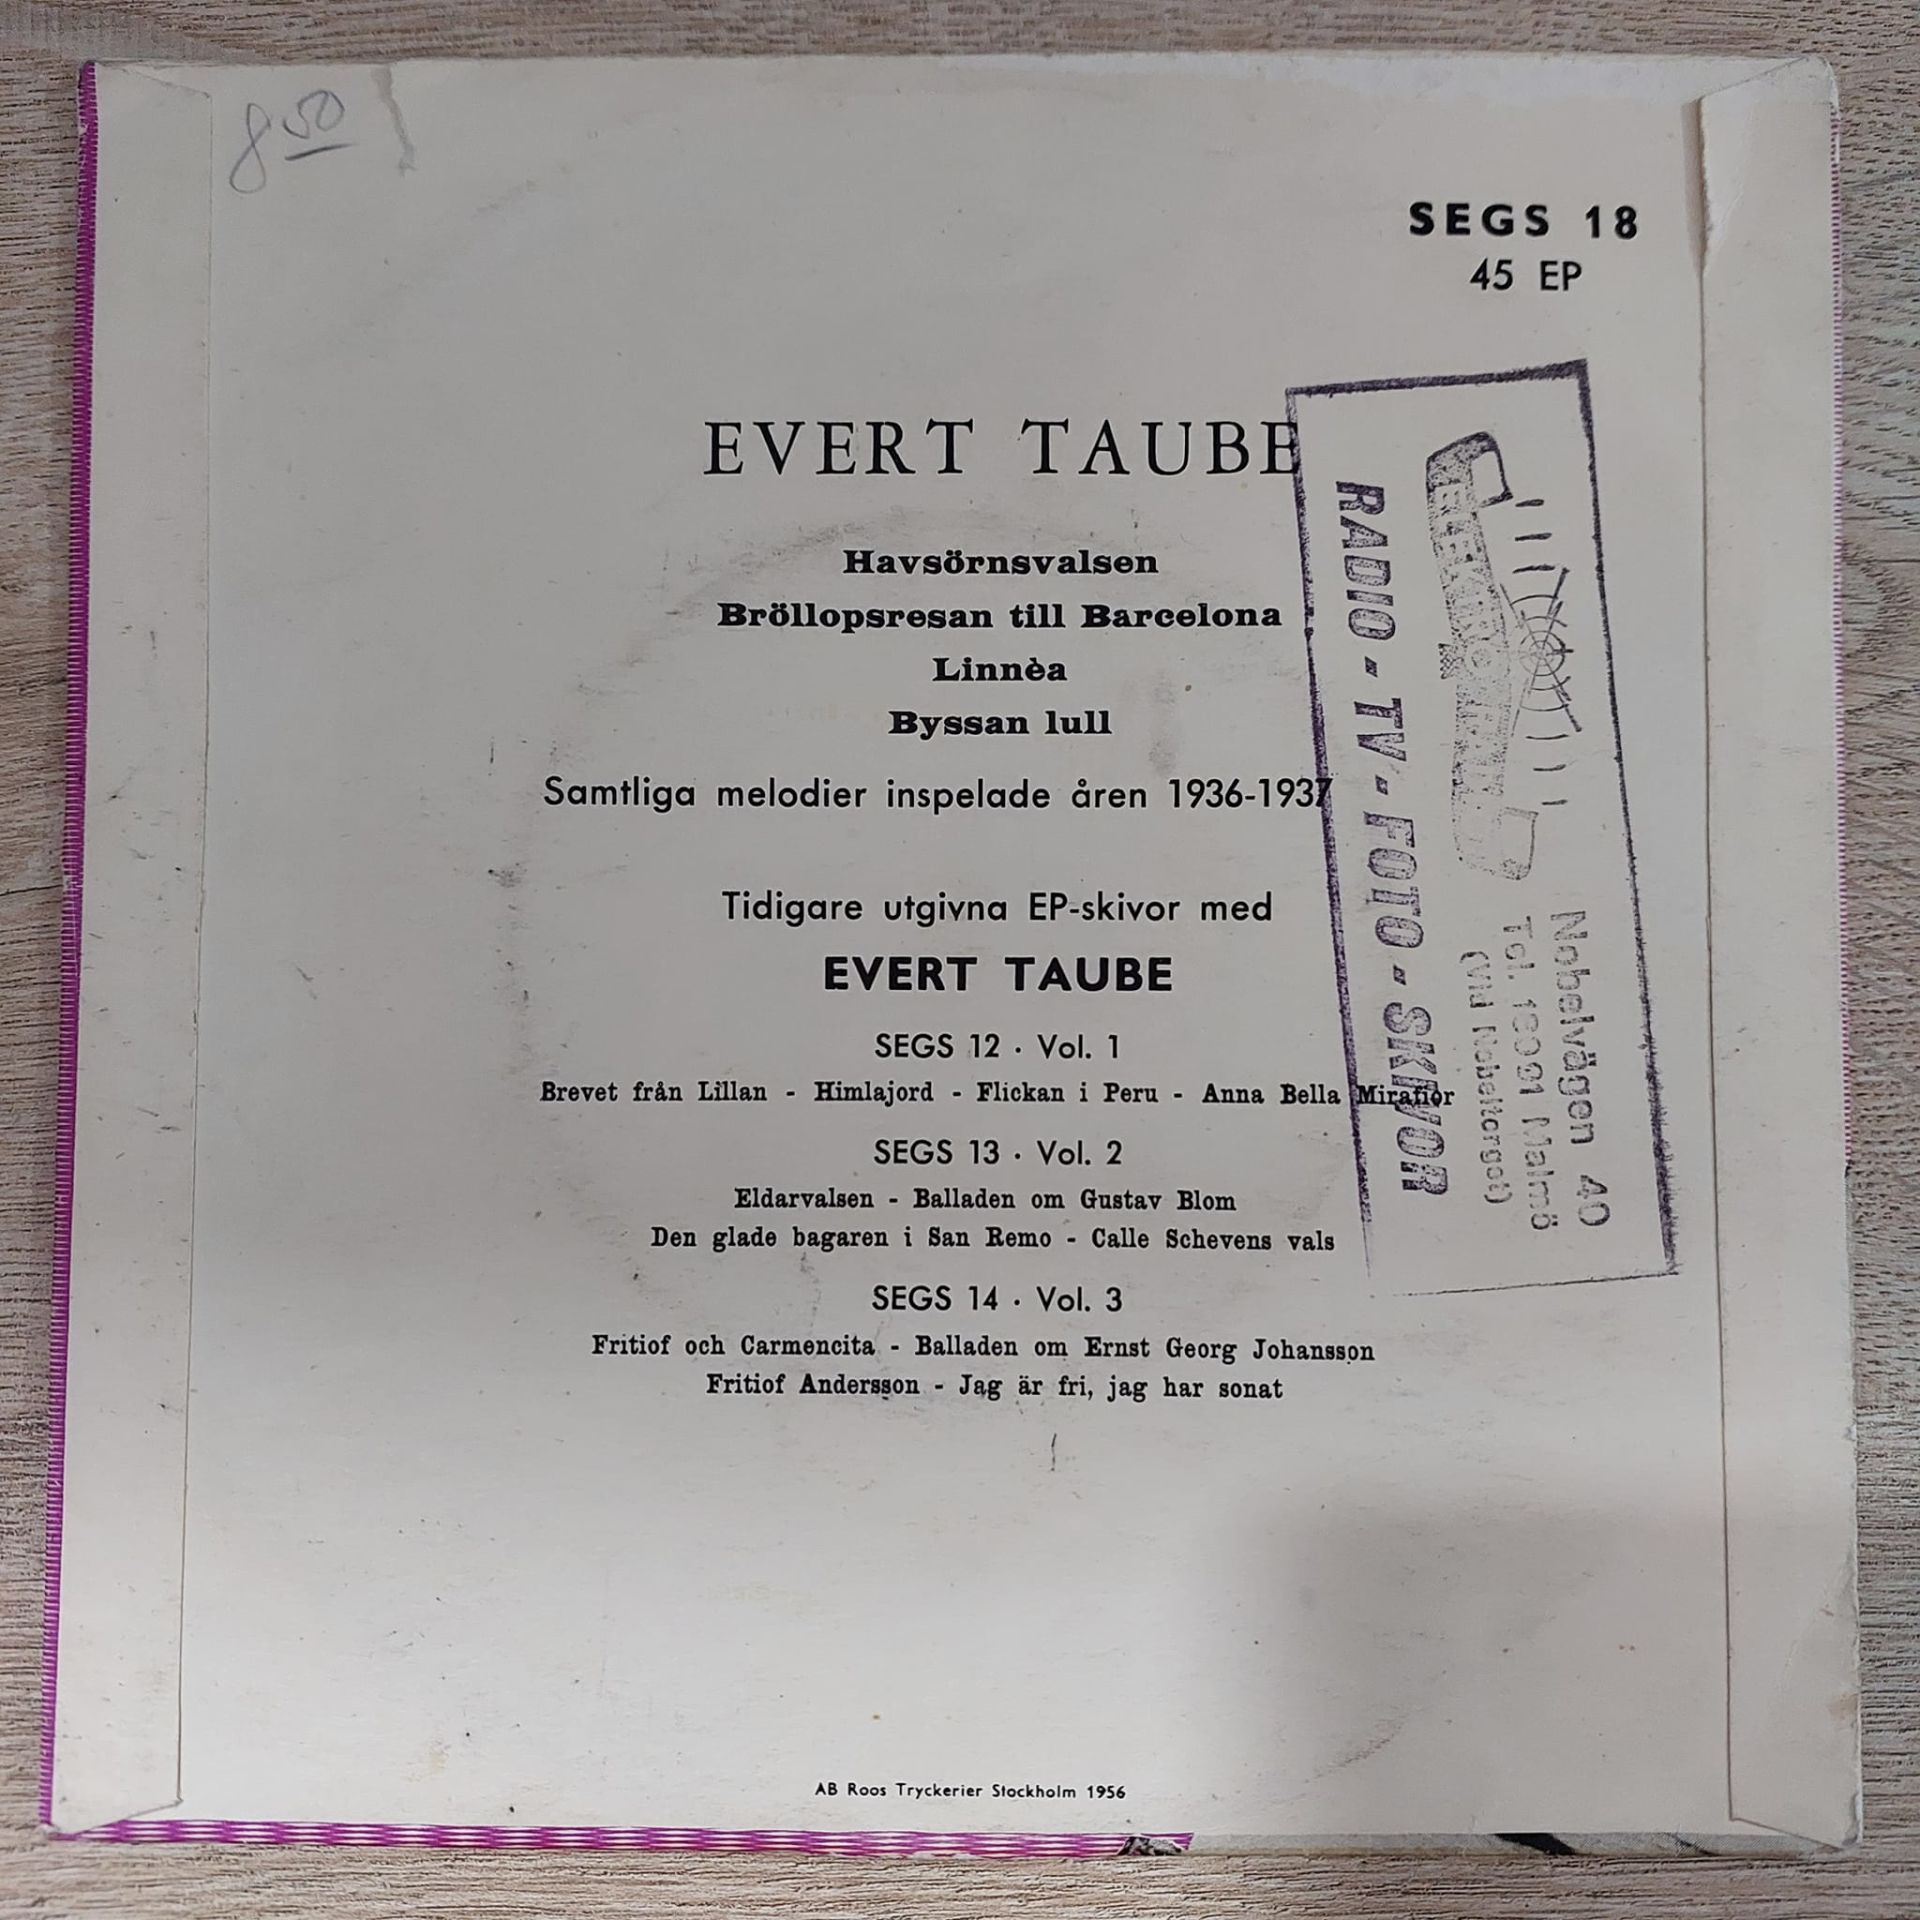 8 50
SEGS 18
45 EP
EVERT TAUBE
Havsörnsvalsen
Bröllopsresan till Barcelona
Linnèa
Byssan lull
Samtliga melodier inspelade åren 1936-1937
Tidigare utgivna EP-skivor med
EVERT TAUBE
SEGS 12 · Vol. 1
Brevet från Lillan - Himlajord - Flickan i Peru - Anna Bella Mirafior
SEGS 13 · Vol. 2
Eldarvalsen - Balladen om Gustav Blom
Den glade bagaren i San Remo - Calle Schevens vals
SEGS 14 · Vol. 3
Fritiof och Carmencita - Balladen om Ernst Georg Johansson
Fritiof Andersson - Jag är fri, jag har sonat
AB Roos Tryckerier Stockholm 1956
RADIO - TV - FOTO - SKIVOR
Nobelvägen 40
Tel. Malmö
(Vid Nobeltorget)